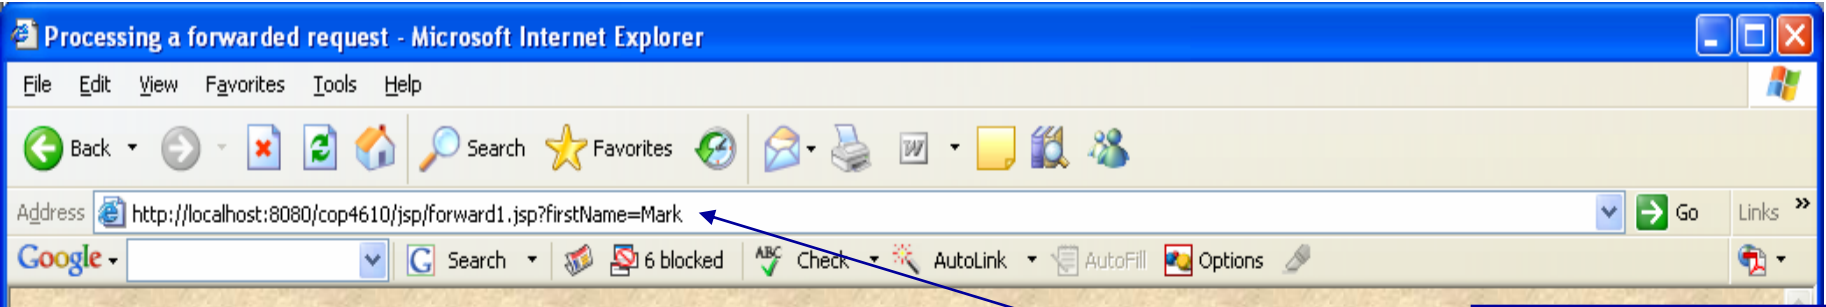 Processing a forwarded request - Microsoft Internet Explorer
File Edit View Favorites Tools Help
Back Search Favorites W
Address http://localhost:8080/cop4610/jsp/forward1.jsp?firstName=Mark Go Links »
Google G Search 6 blocked ABC Check AutoLink AutoFill Options